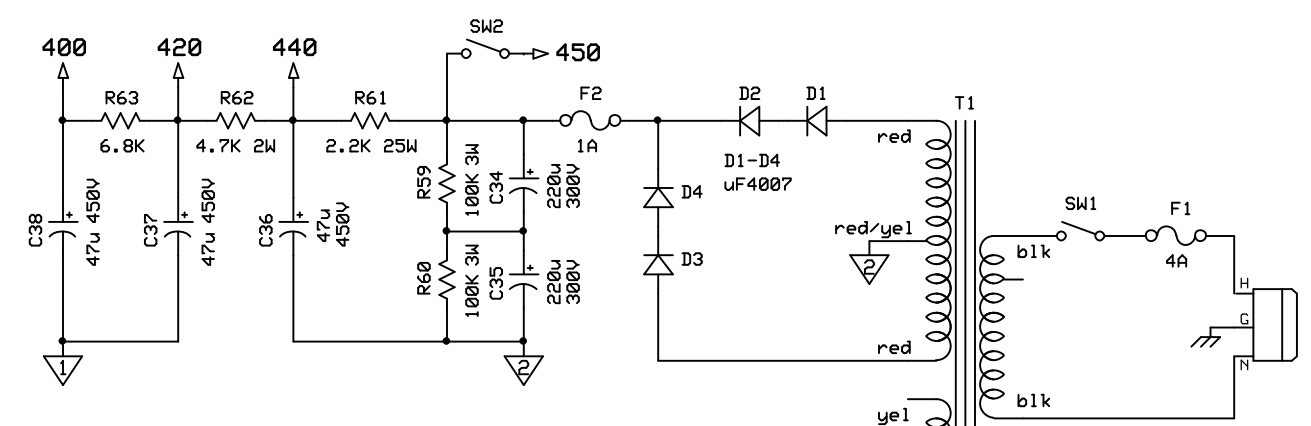 SW2
400
420
440
450
R63
R62
R61
F2
D2
D1
T1
6.8K
4.7K 2W
2.2K 25W
1A
red
D1-D4
uF4007
C38
47u 450V
C37
47u 450V
C36
47u
450V
R59
100K 3W
C34
220u
300V
D4
SW1
F1
red/yel
2
blk
4A
R60
100K 3W
C35
220u
300V
D3
H
G
N
red
1
2
blk
yel
+
+
+
+
+